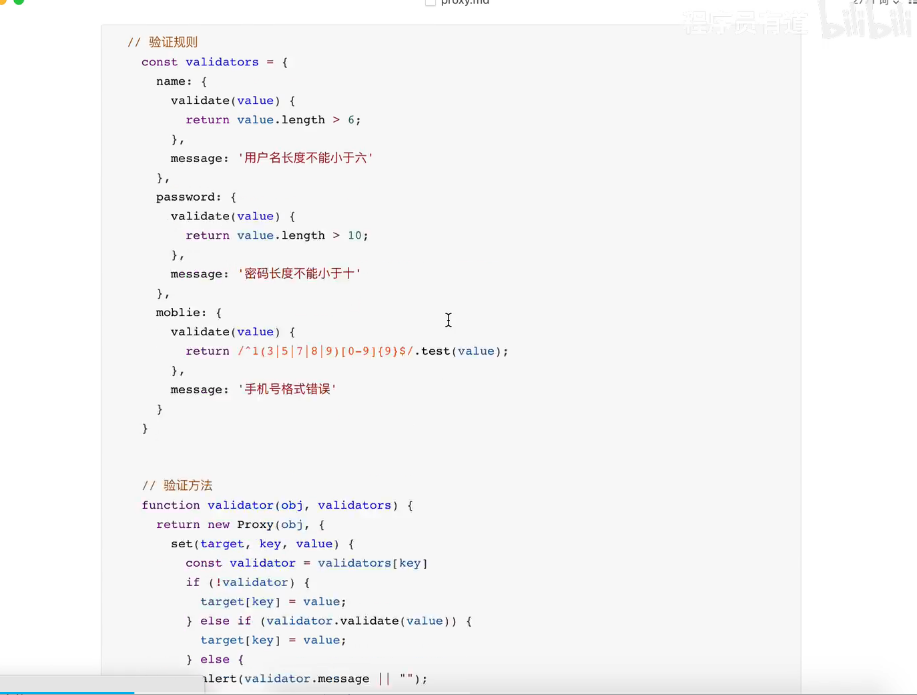 proxy.md
程序员有道 bilibili
// 验证规则
const validators = {
name: {
validate(value) {
return value.length > 6;
},
message: '用户名长度不能小于六'
},
password: {
validate(value) {
return value.length > 10;
},
message: '密码长度不能小于十'
},
moblie: {
validate(value) {
return /^1(3|5|7|8|9)[0-9]{9}$/.test(value);
},
message: '手机号格式错误'
}
}
// 验证方法
function validator(obj, validators) {
return new Proxy(obj, {
set(target, key, value) {
const validator = validators[key]
if (!validator) {
target[key] = value;
} else if (validator.validate(value)) {
target[key] = value;
} else {
alert(validator.message || "");